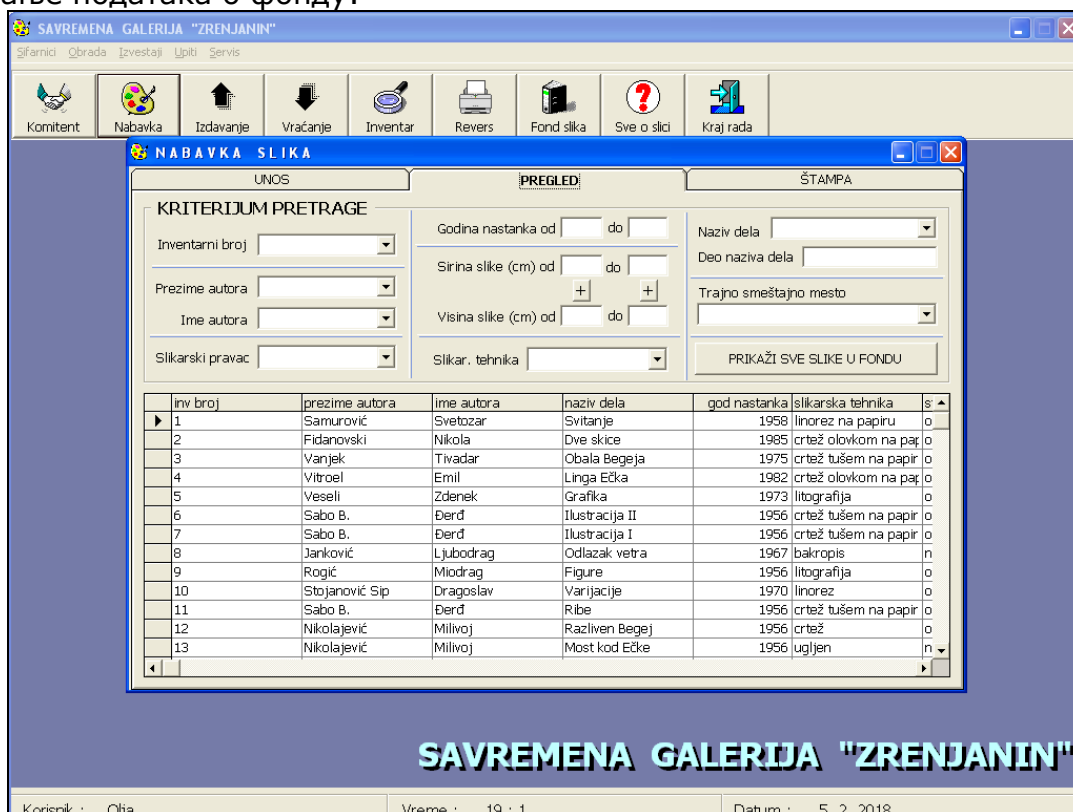 података о фонду.
SAVREMENA GALERIJA "ZRENJANIN"
Sifarnici Obrada Izvestaji Upiti Servis
Komitent Nabavka Izdavanje Vraćanje Inventar Revers Fond slika Sve o slici Kraj rada
NABAVKA SLIKA
UNOS PREGLED ŠTAMPA
KRITERIJUM PRETRAGE
Inventarni broj
Prezime autora
Ime autora
Slikarski pravac
Godina nastanka od do
Sirina slike (cm) od do
+ +
Visina slike (cm) od do
Slikar. tehnika
Naziv dela
Deo naziva dela
Trajno smeštajno mesto
PRIKAŽI SVE SLIKE U FONDU
inv broj prezime autora ime autora naziv dela god nastanka slikarska tehnika
1 Samurović Svetozar Svitanje 1958 linorez na papiru o
2 Fidanovski Nikola Dve skice 1985 crtež olovkom na pap o
3 Vanjek Tivadar Obala Begeja 1975 crtež tušem na papir o
4 Vitroel Emil Linga Ečka 1982 crtež olovkom na pap o
5 Veseli Zdenek Grafika 1973 litografija o
6 Sabo B. Đerđ Ilustracija II 1956 crtež tušem na papir o
7 Sabo B. Đerđ Ilustracija I 1956 crtež tušem na papir o
8 Janković Ljubodrag Odlazak vetra 1967 bakropis n
9 Rogić Miodrag Figure 1956 litografija o
10 Stojanović Sip Dragoslav Varijacije 1970 linorez o
11 Sabo B. Đerđ Ribe 1956 crtež tušem na papir o
12 Nikolajević Milivoj Razliven Begej 1956 crtež o
13 Nikolajević Milivoj Most kod Ečke 1956 ugljen n
SAVREMENA GALERIJA "ZRENJANIN"
Korisnik : Olja Vreme : 19 : 1 Datum : 5. 2. 2018